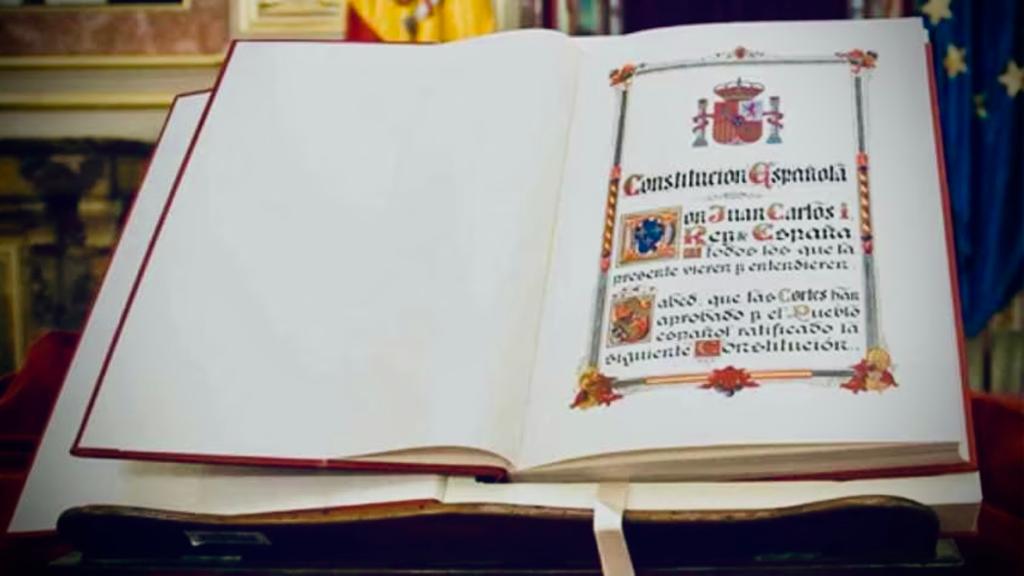 Constitución Española
Don Juan Carlos I,
Rey de España
a todos los que la
presente vieren y entendieren,
Sabed: que las Cortes han
aprobado y el Pueblo
español ratificado la
siguiente Constitución..